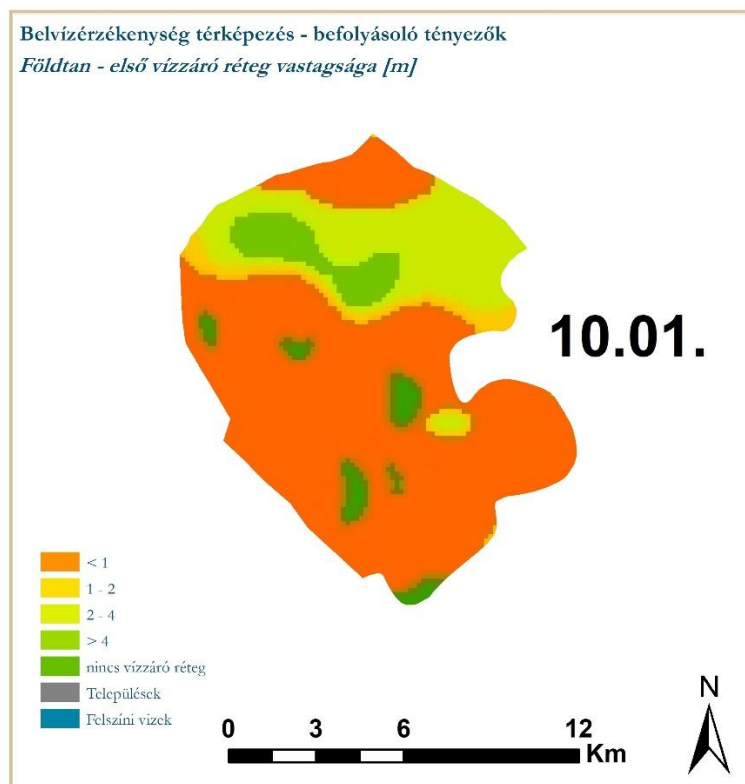 Belvízérzékenység térképezés - befolyásoló tényezők
Földtan - első vízzáró réteg vastagsága [m]
10.01.
< 1
1 - 2
2 - 4
> 4
nincs vízzáró réteg
Települések
Felszíni vizek
0 3 6 12
Km
N